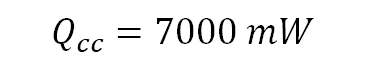 Q_cc = 7000 mW